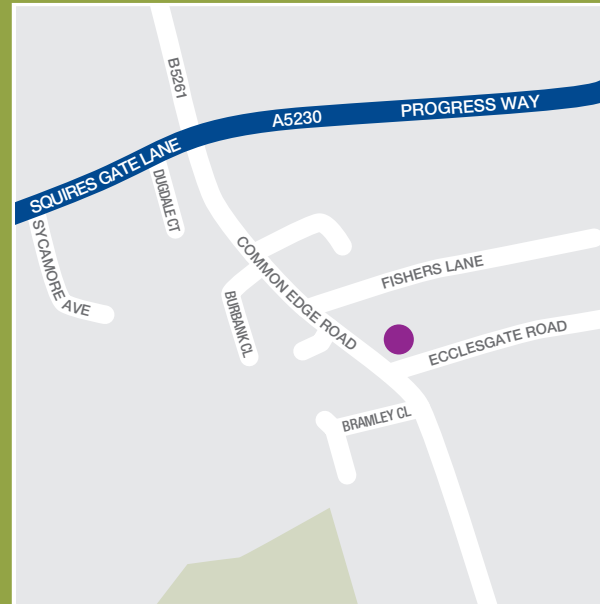 B5261
A5230
PROGRESS WAY
SQUIRES GATE LANE
DUGDALE CT
SYCAMORE AVE
COMMON EDGE ROAD
FISHERS LANE
BURBANK CL
ECCLESGATE ROAD
BRAMLEY CL